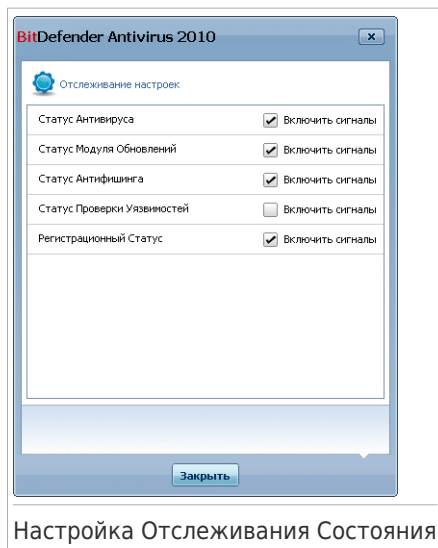 BitDefender Antivirus 2010
Отслеживание настроек
Статус Антивируса Включить сигналы
Статус Модуля Обновлений Включить сигналы
Статус Антифишинга Включить сигналы
Статус Проверки Уязвимостей Включить сигналы
Регистрационный Статус Включить сигналы
Закрыть
Настройка Отслеживания Состояния